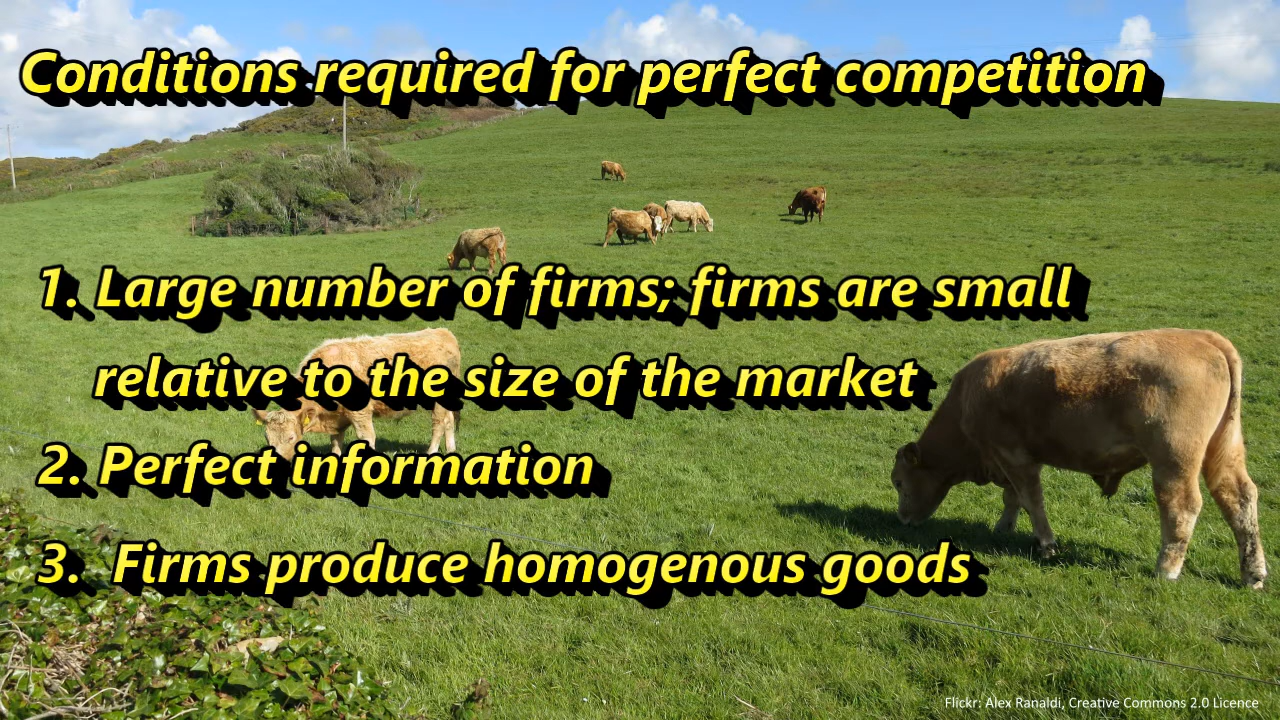 Conditions required for perfect competition
1. Large number of firms; firms are small
relative to the size of the market
2. Perfect information
3. Firms produce homogenous goods
Flickr: Alex Ranaldi, Creative Commons 2.0 Licence